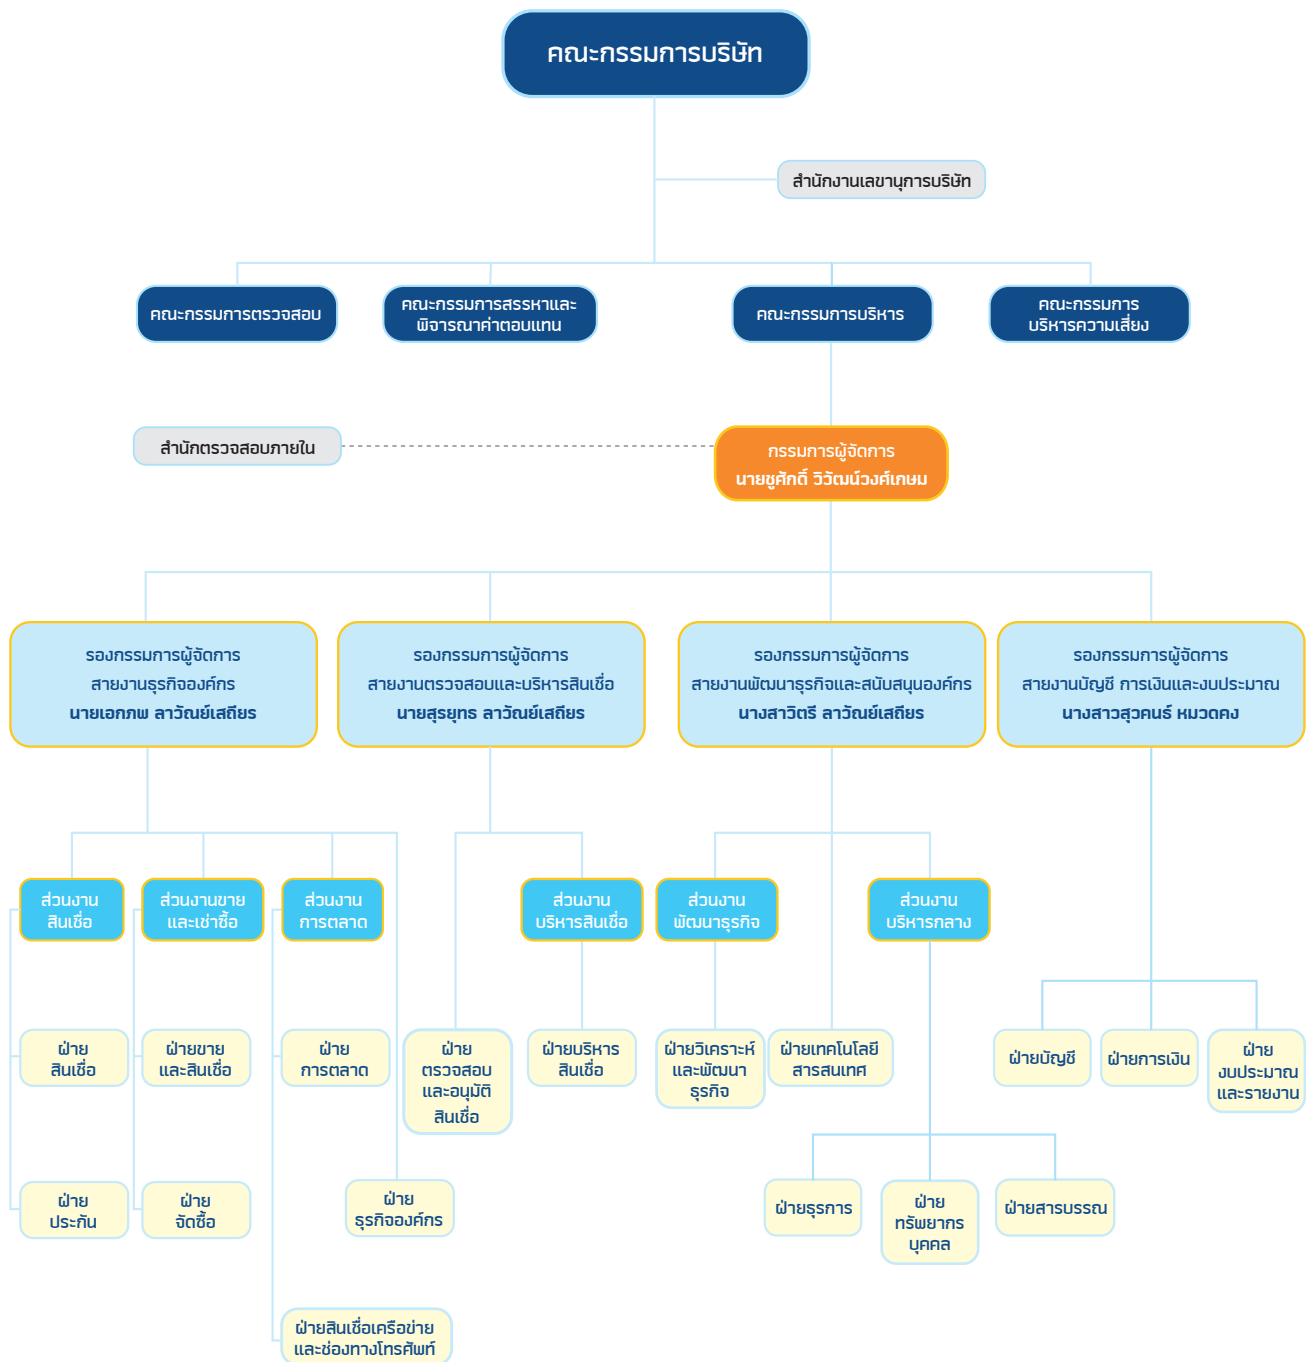 คณะกรรมการบริษัท
สำนักงานเลขานุการบริษัท
คณะกรรมการตรวจสอบ
คณะกรรมการสรรหาและ
พิจารณาค่าตอบแทน
คณะกรรมการบริหาร
คณะกรรมการ
บริหารความเสี่ยง
สำนักตรวจสอบภายใน
กรรมการผู้จัดการ
นายชูศักดิ์ วิวัฒน์วงศ์เกษม
รองกรรมการผู้จัดการ
สายงานธุรกิจองค์กร
นายเอกภพ ลาวัณย์เสถียร
รองกรรมการผู้จัดการ
สายงานตรวจสอบและบริหารสินเชื่อ
นายสุรยุทธ ลาวัณย์เสถียร
รองกรรมการผู้จัดการ
สายงานพัฒนาธุรกิจและสนับสนุนองค์กร
นางสาวิตรี ลาวัณย์เสถียร
รองกรรมการผู้จัดการ
สายงานบัญชี การเงินและงบประมาณ
นางสาวสุวคนธ์ หมวดคง
ส่วนงาน
สินเชื่อ
ส่วนงานขาย
และเช่าซื้อ
ส่วนงาน
การตลาด
ส่วนงาน
บริหารสินเชื่อ
ส่วนงาน
พัฒนาธุรกิจ
ส่วนงาน
บริหารกลาง
ฝ่าย
สินเชื่อ
ฝ่ายขาย
และสินเชื่อ
ฝ่าย
การตลาด
ฝ่าย
ตรวจสอบ
และอนุมัติ
สินเชื่อ
ฝ่ายบริหาร
สินเชื่อ
ฝ่ายวิเคราะห์
และพัฒนา
ธุรกิจ
ฝ่ายเทคโนโลยี
สารสนเทศ
ฝ่ายบัญชี
ฝ่ายการเงิน
ฝ่าย
งบประมาณ
และรายงาน
ฝ่าย
ประกัน
ฝ่าย
จัดซื้อ
ฝ่าย
ธุรกิจองค์กร
ฝ่ายธุรการ
ฝ่าย
ทรัพยากร
บุคคล
ฝ่ายสารบรรณ
ฝ่ายสินเชื่อเครือข่าย
และช่องทางโทรศัพท์